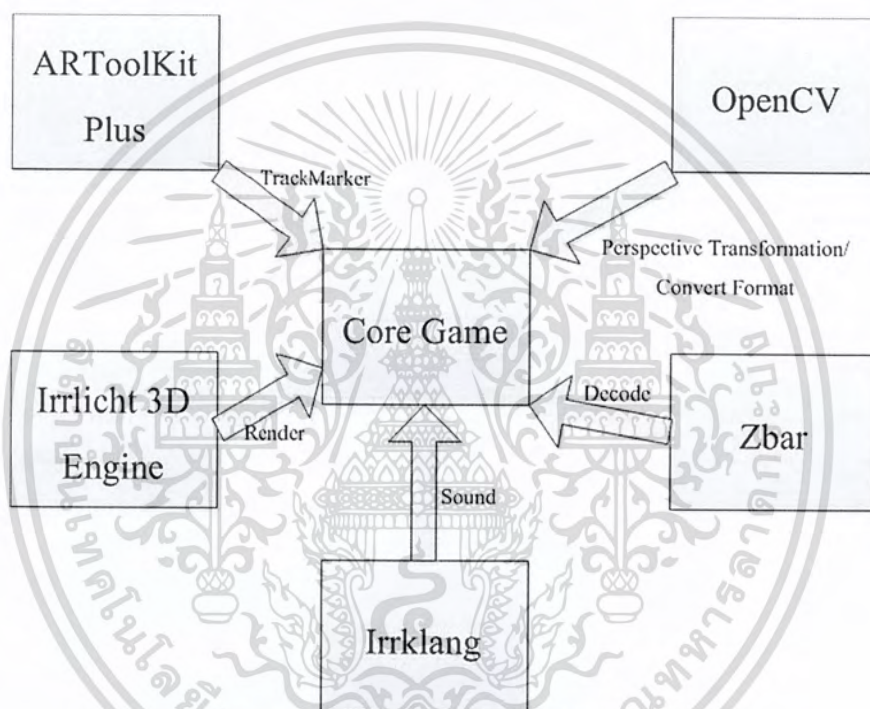 ARToolKit
Plus
OpenCV
TrackMarker
Perspective Transformation/
Convert Format
Core Game
Irrlicht 3D
Engine
Render
Decode
Zbar
Sound
Irrklang